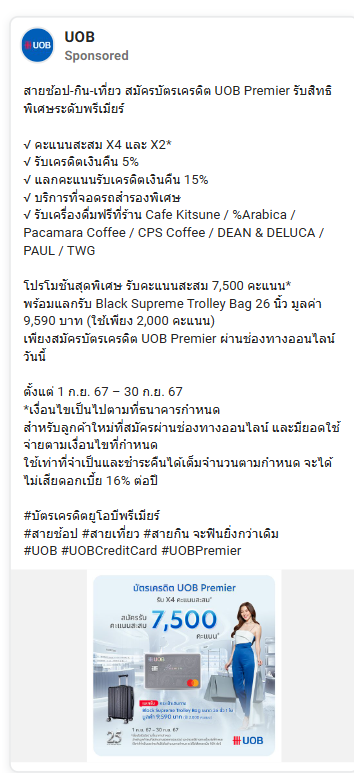 UOB
UOB
Sponsored
สายช้อป-กิน-เที่ยว สมัครบัตรเครดิต UOB Premier รับสิทธิ
พิเศษระดับพรีเมียร์
√ คะแนนสะสม X4 และ X2*
√ รับเครดิตเงินคืน 5%
√ แลกคะแนนรับเครดิตเงินคืน 15%
√ บริการที่จอดรถสำรองพิเศษ
√ รับเครื่องดื่มฟรีที่ร้าน Cafe Kitsune / %Arabica /
Pacamara Coffee / CPS Coffee / DEAN & DELUCA /
PAUL / TWG
โปรโมชันสุดพิเศษ รับคะแนนสะสม 7,500 คะแนน*
พร้อมแลกรับ Black Supreme Trolley Bag 26 นิ้ว มูลค่า
9,590 บาท (ใช้เพียง 2,000 คะแนน)
เพียงสมัครบัตรเครดิต UOB Premier ผ่านช่องทางออนไลน์
วันนี้
ตั้งแต่ 1 ก.ย. 67 – 30 ก.ย. 67
*เงื่อนไขเป็นไปตามที่ธนาคารกำหนด
สำหรับลูกค้าใหม่ที่สมัครผ่านช่องทางออนไลน์ และมียอดใช้
จ่ายตามเงื่อนไขที่กำหนด
ใช้เท่าที่จำเป็นและชำระคืนได้เต็มจำนวนตามกำหนด จะได้
ไม่เสียดอกเบี้ย 16% ต่อปี
#บัตรเครดิตยูโอบีพรีเมียร์
#สายช้อป #สายเที่ยว #สายกิน จะฟินยิ่งกว่าเดิม
#UOB #UOBCreditCard #UOBPremier
บัตรเครดิต UOB Premier
รับ X4 คะแนนสะสม*
สมัครรับ
คะแนนสะสม
7,500
คะแนน*
UOB
Black Supreme Trolley Bag ขนาด 26 นิ้ว 1 ใบ
มูลค่า 9,590 บาท
1 ก.ย. 67 - 30 ก.ย. 67
25
UOB